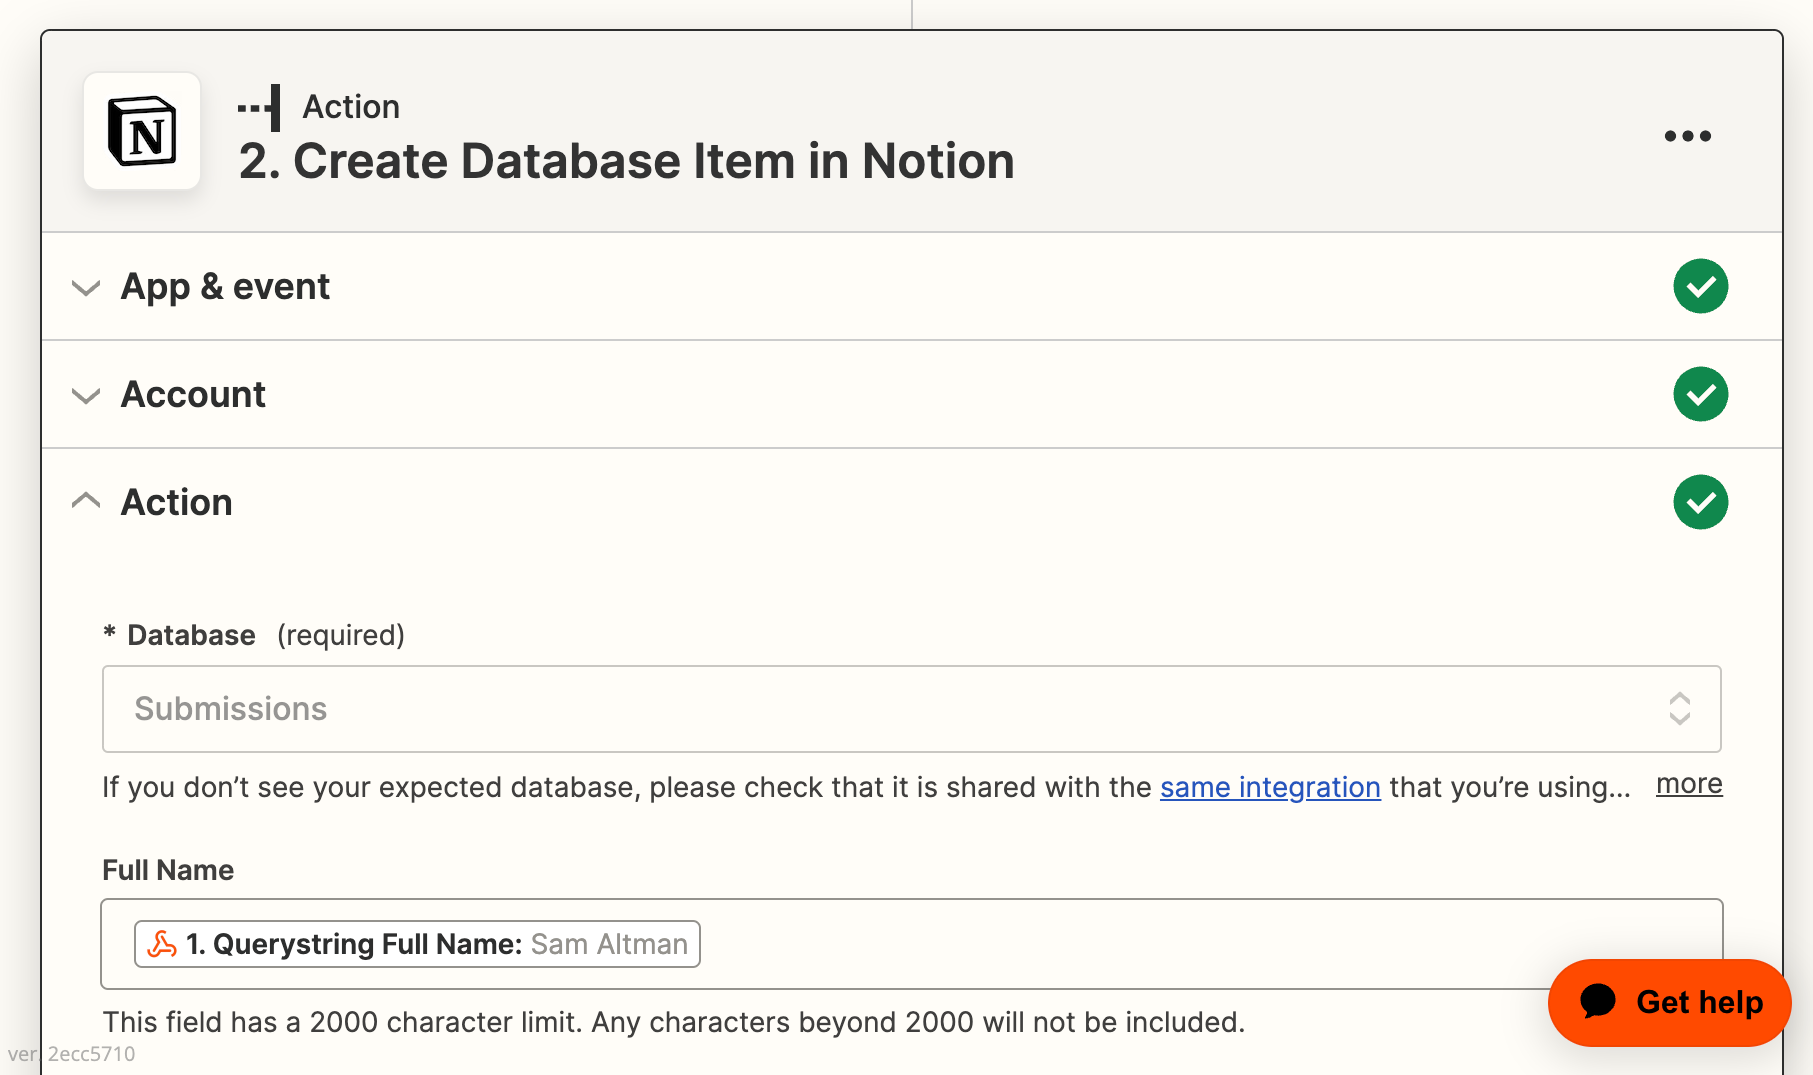 Action
2. Create Database Item in Notion
App & event
Account
Action
* Database (required)
Submissions
If you don’t see your expected database, please check that it is shared with the same integration that you’re using... more
Full Name
1. Querystring Full Name: Sam Altman
This field has a 2000 character limit. Any characters beyond 2000 will not be included.
Get help
ver. 2ecc5710